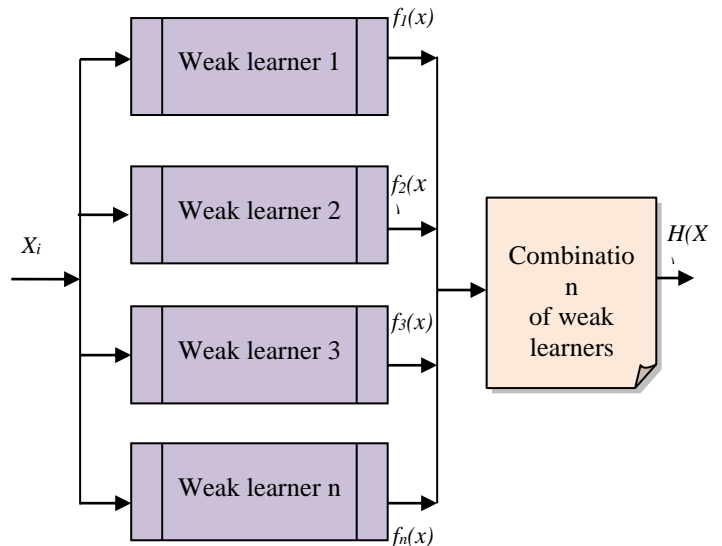 f1(x)
Weak learner 1
f2(x
Weak learner 2
Xi
H(X
Combinatio
n
of weak
learners
f3(x)
Weak learner 3
Weak learner n
fn(x)